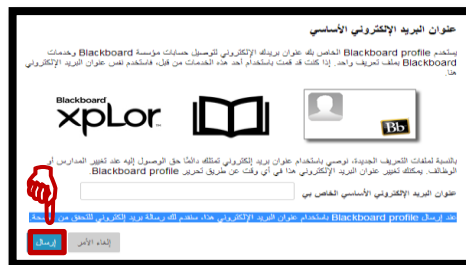 عنوان البريد الإلكتروني الأساسي
يستخدم Blackboard profile الخاص بك عنوان بريدك الإلكتروني لتوصيل حسابات مؤسسة Blackboard وخدمات
Blackboard بملف تعريف واحد. إذا كنت قد قمت باستخدام أحد هذه الخدمات من قبل، فاستخدم نفس عنوان البريد الإلكتروني
هنا.
Blackboard
xpLor
Bb
بالنسبة لملفات التعريف الجديدة، نوصي باستخدام عنوان بريد إلكتروني تمتلك دائمًا حق الوصول إليه عند تغيير المدارس أو
الوظائف. يمكنك تغيير عنوان البريد الإلكتروني هذا في أي وقت عن طريق تحرير Blackboard profile.
عنوان البريد الإلكتروني الأساسي الخاص بي
عند إرسال Blackboard profile باستخدام عنوان البريد الإلكتروني هذا، سنقدم لك رسالة بريد إلكتروني للتحقق من
إلغاء الأمر
إرسال